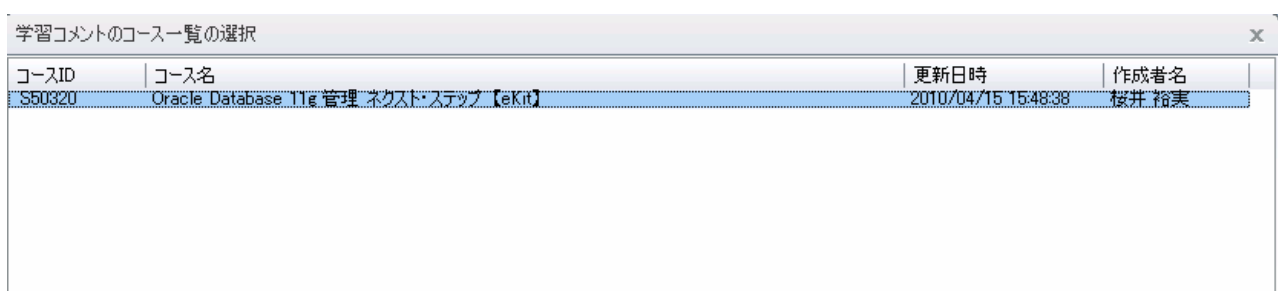 学習コメントのコース一覧の選択 x
コースID コース名 更新日時 作成者名
S50320 Oracle Database 11g 管理 ネクスト・ステップ【eKit】 2010/04/15 15:48:38 桜井 裕実